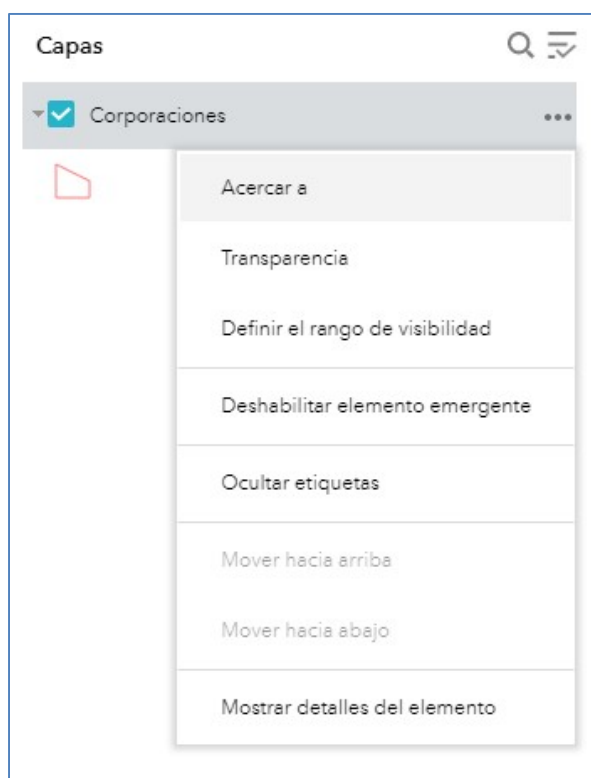 Capas
Corporaciones
Acercar a
Transparencia
Definir el rango de visibilidad
Deshabilitar elemento emergente
Ocultar etiquetas
Mover hacia arriba
Mover hacia abajo
Mostrar detalles del elemento